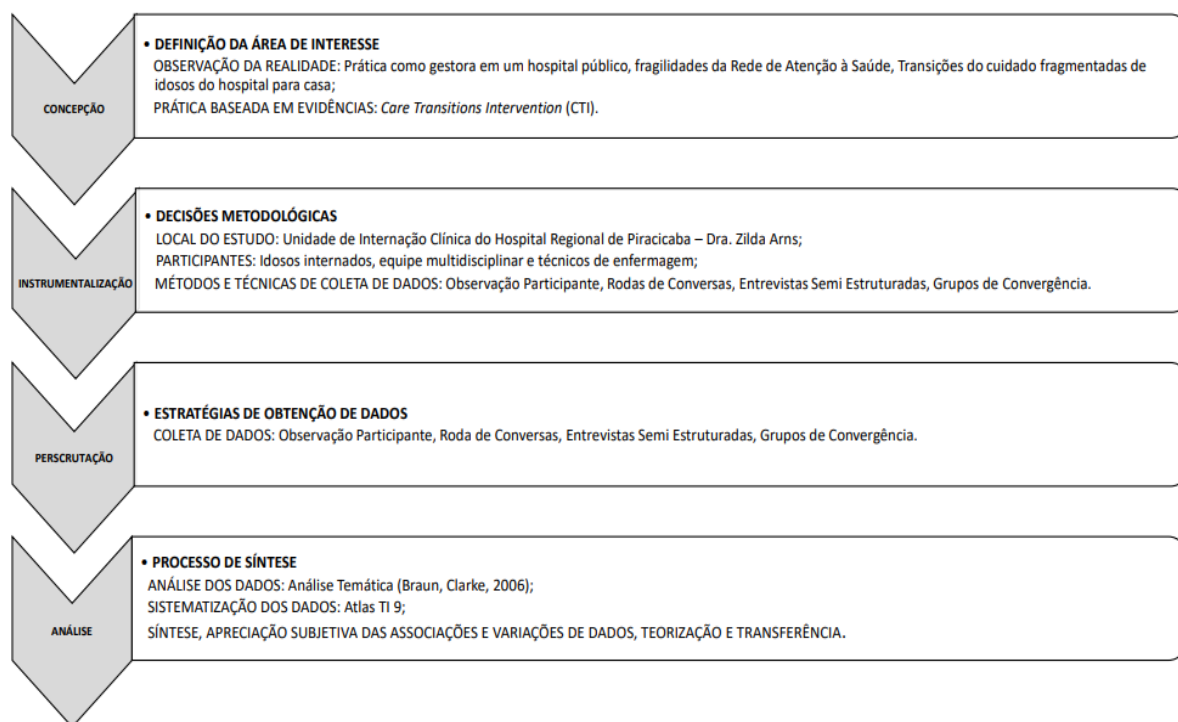 CONCEPÇÃO
• DEFINIÇÃO DA ÁREA DE INTERESSE
OBSERVAÇÃO DA REALIDADE: Prática como gestora em um hospital público, fragilidades da Rede de Atenção à Saúde, Transições do cuidado fragmentadas de
idosos do hospital para casa;
PRÁTICA BASEADA EM EVIDÊNCIAS: Care Transitions Intervention (CTI).
INSTRUMENTALIZAÇÃO
• DECISÕES METODOLÓGICAS
LOCAL DO ESTUDO: Unidade de Internação Clínica do Hospital Regional de Piracicaba – Dra. Zilda Arns;
PARTICIPANTES: Idosos internados, equipe multidisciplinar e técnicos de enfermagem;
MÉTODOS E TÉCNICAS DE COLETA DE DADOS: Observação Participante, Rodas de Conversas, Entrevistas Semi Estruturadas, Grupos de Convergência.
PERSCRUTAÇÃO
• ESTRATÉGIAS DE OBTENÇÃO DE DADOS
COLETA DE DADOS: Observação Participante, Roda de Conversas, Entrevistas Semi Estruturadas, Grupos de Convergência.
ANÁLISE
• PROCESSO DE SÍNTESE
ANÁLISE DOS DADOS: Análise Temática (Braun, Clarke, 2006);
SISTEMATIZAÇÃO DOS DADOS: Atlas TI 9;
SÍNTESE, APRECIAÇÃO SUBJETIVA DAS ASSOCIAÇÕES E VARIAÇÕES DE DADOS, TEORIZAÇÃO E TRANSFERÊNCIA.